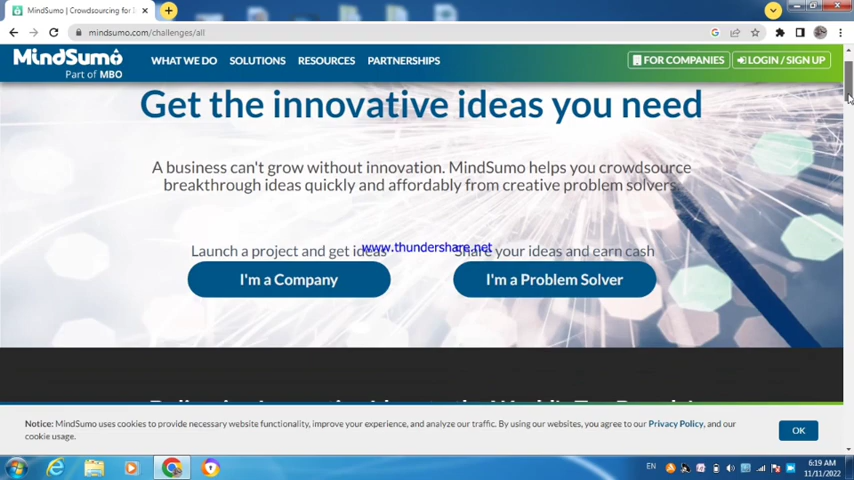 MindSumo | Crowdsourcing for
mindsumo.com/challenges/all
MindSumo
Part of MBO
WHAT WE DO
SOLUTIONS
RESOURCES
PARTNERSHIPS
FOR COMPANIES
LOGIN / SIGN UP
Get the innovative ideas you need
A business can't grow without innovation. MindSumo helps you crowdsource
breakthrough ideas quickly and affordably from creative problem solvers.
Launch a project and get ideas
Share your ideas and earn cash
www.thundershare.net
I'm a Company
I'm a Problem Solver
Notice: MindSumo uses cookies to provide necessary website functionality, improve your experience, and analyze our traffic. By using our websites, you agree to our Privacy Policy, and our
cookie usage.
OK
EN
6:19 AM
11/11/2022